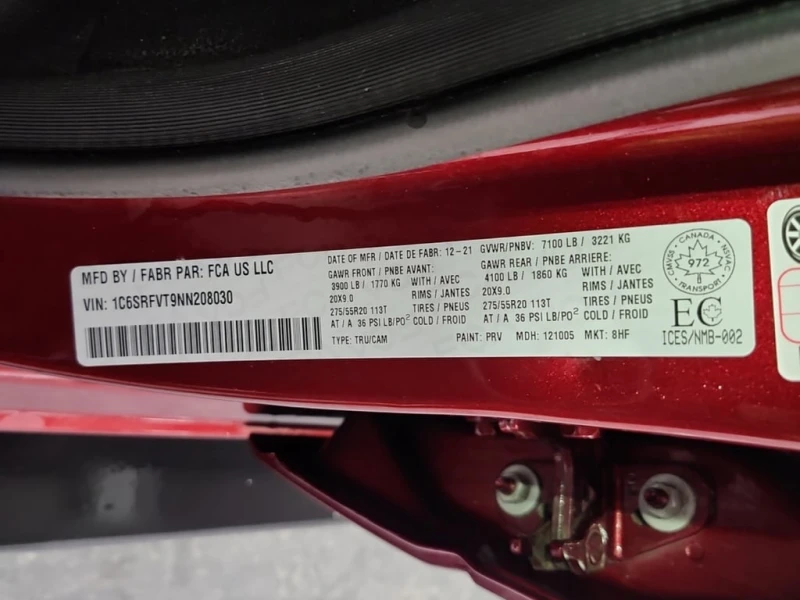 MFD BY / FABR PAR: FCA US LLC
VIN: 1C6SRFVT9NN208030
DATE OF MFR / DATE DE FABR: 12-21
GAWR FRONT / PNBE AVANT:
3900 LB / 1770 KG WITH / AVEC
20X9.0 RIMS / JANTES
275/55R20 113T TIRES / PNEUS
AT / A 36 PSI LB/PO² COLD / FROID
TYPE: TRU/CAM
GVWR/PNBV: 7100 LB / 3221 KG
GAWR REAR / PNBE ARRIERE:
4100 LB / 1860 KG WITH / AVEC
20X9.0 RIMS / JANTES
275/55R20 113T TIRES / PNEUS
AT / A 36 PSI LB/PO² COLD / FROID
PAINT: PRV MDH: 121005 MKT: 8HF
CANADA
CMVSS NSVAC
972
TRANSPORT
EC
ICES/NMB-002